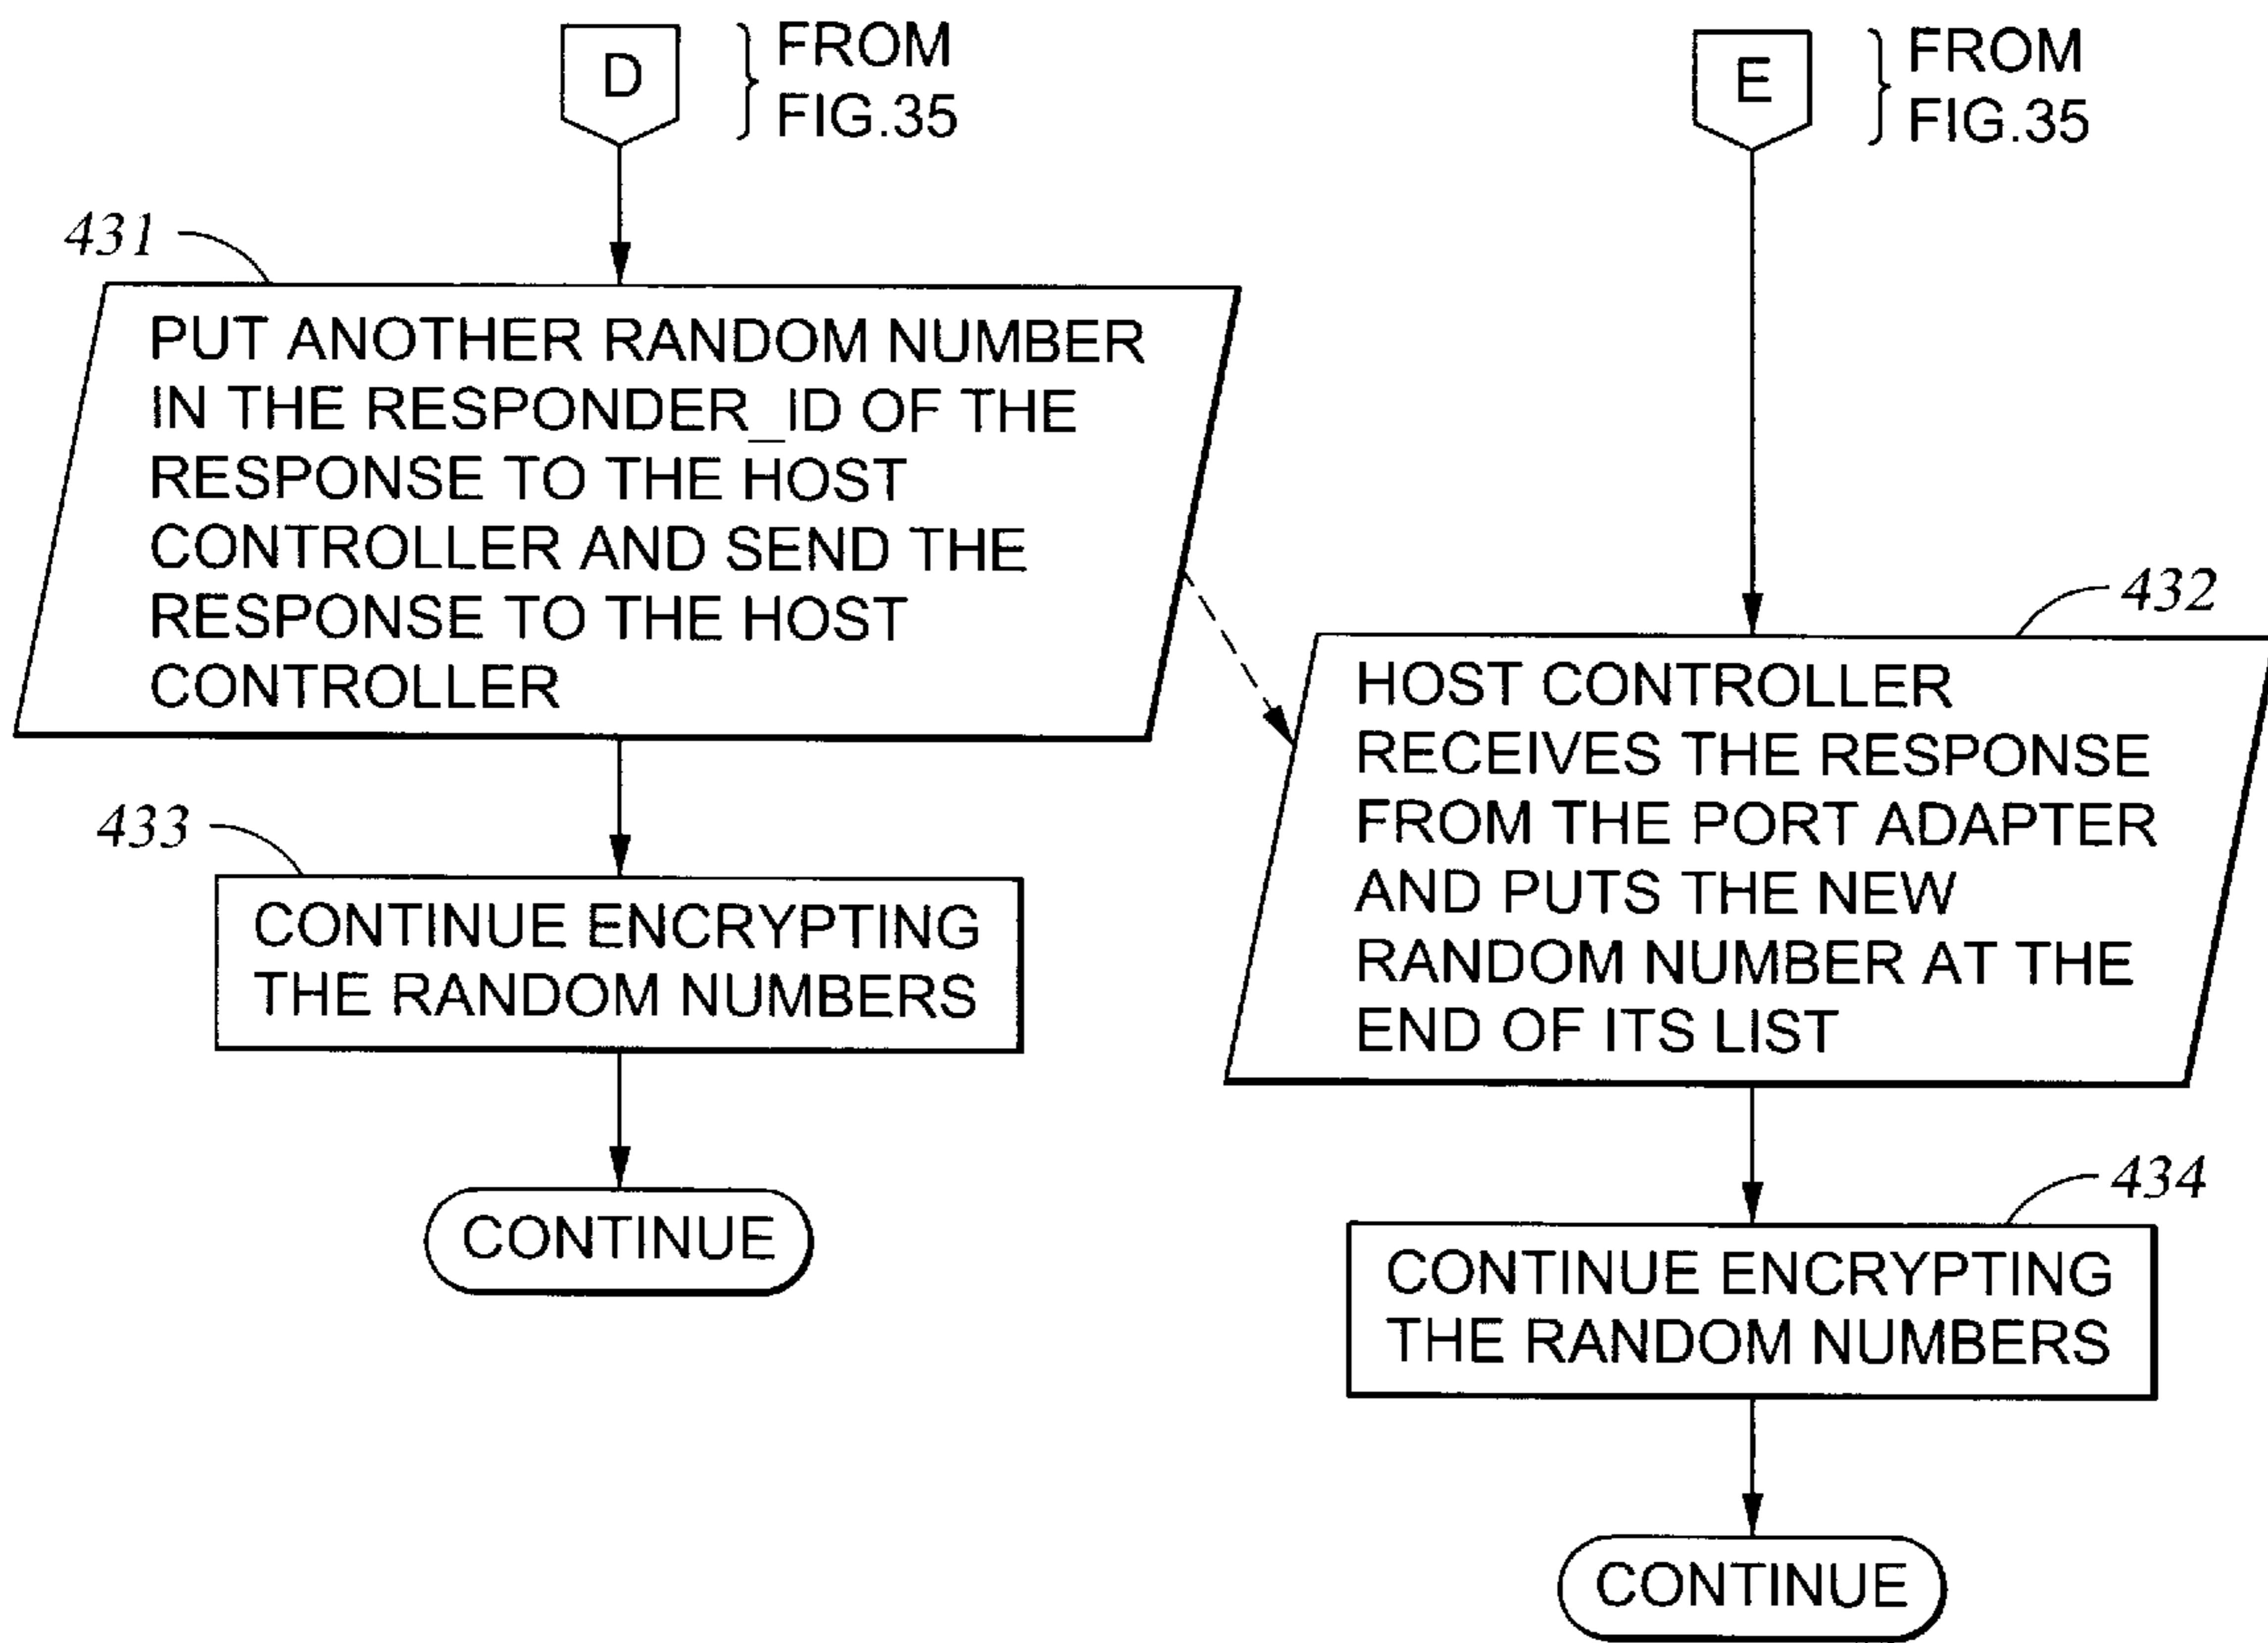 D
FROM
FIG.35
431
PUT ANOTHER RANDOM NUMBER
IN THE RESPONDER_ID OF THE
RESPONSE TO THE HOST
CONTROLLER AND SEND THE
RESPONSE TO THE HOST
CONTROLLER
433
CONTINUE ENCRYPTING
THE RANDOM NUMBERS
CONTINUE
E
FROM
FIG.35
432
HOST CONTROLLER
RECEIVES THE RESPONSE
FROM THE PORT ADAPTER
AND PUTS THE NEW
RANDOM NUMBER AT THE
END OF ITS LIST
434
CONTINUE ENCRYPTING
THE RANDOM NUMBERS
CONTINUE